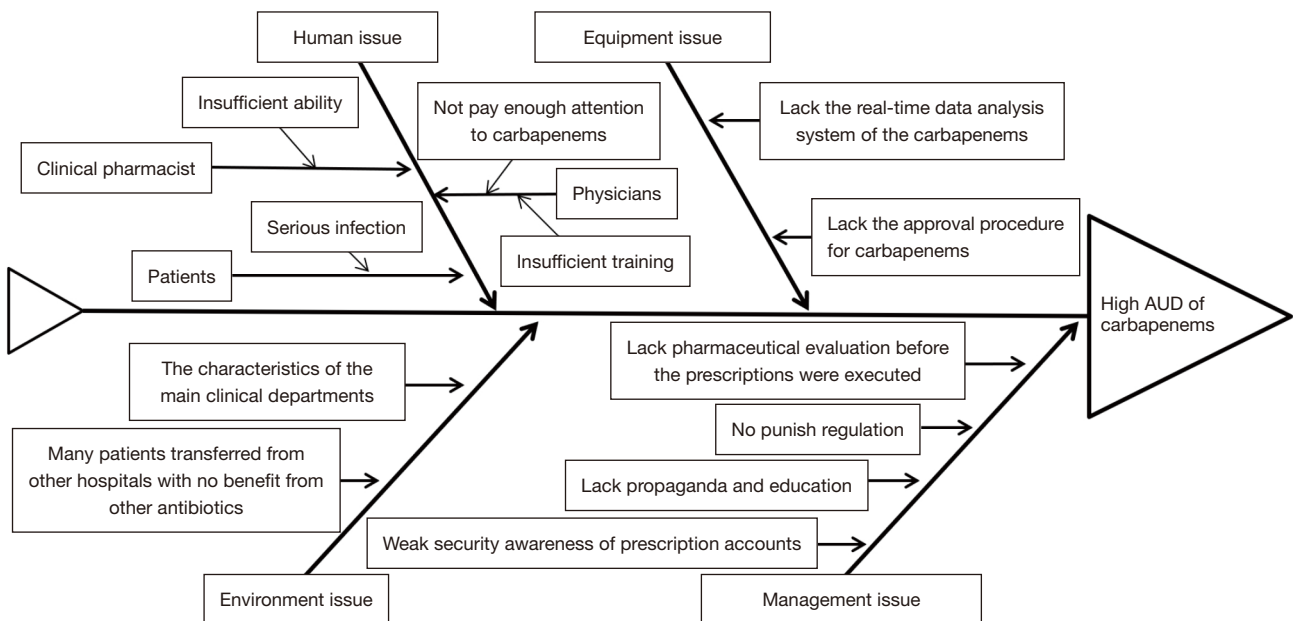 Human issue
Equipment issue
Insufficient ability
Not pay enough attention
to carbapenems
Lack the real-time data analysis
system of the carbapenems
Clinical pharmacist
Physicians
Serious infection
Insufficient training
Lack the approval procedure
for carbapenems
Patients
High AUD of
carbapenems
The characteristics of the
main clinical departments
Lack pharmaceutical evaluation before
the prescriptions were executed
Many patients transferred from
other hospitals with no benefit from
other antibiotics
No punish regulation
Lack propaganda and education
Weak security awareness of prescription accounts
Environment issue
Management issue